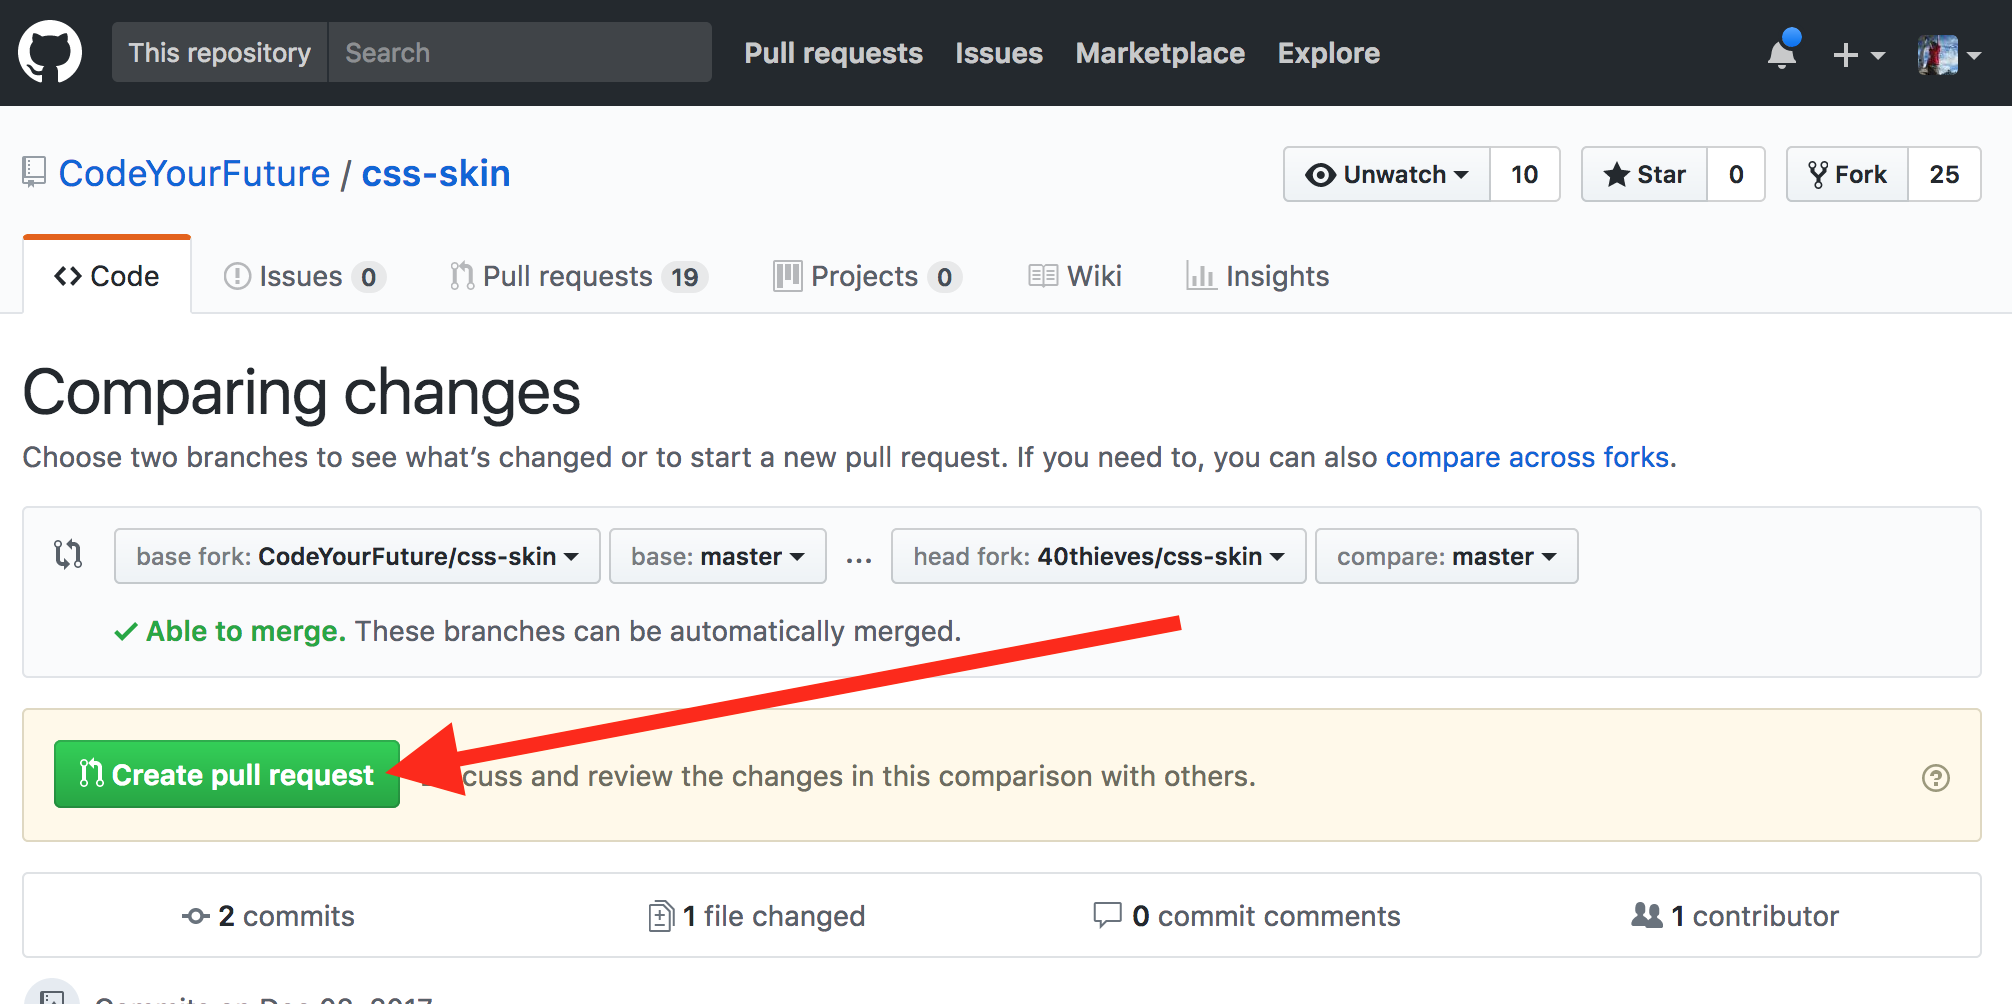 This repository Search Pull requests Issues Marketplace Explore
CodeYourFuture / css-skin Unwatch 10 Star 0 Fork 25
Code Issues 0 Pull requests 19 Projects 0 Wiki Insights
Comparing changes
Choose two branches to see what’s changed or to start a new pull request. If you need to, you can also compare across forks.
base fork: CodeYourFuture/css-skin base: master ... head fork: 40thieves/css-skin compare: master
Able to merge. These branches can be automatically merged.
Create pull request cuss and review the changes in this comparison with others.
2 commits 1 file changed 0 commit comments 1 contributor